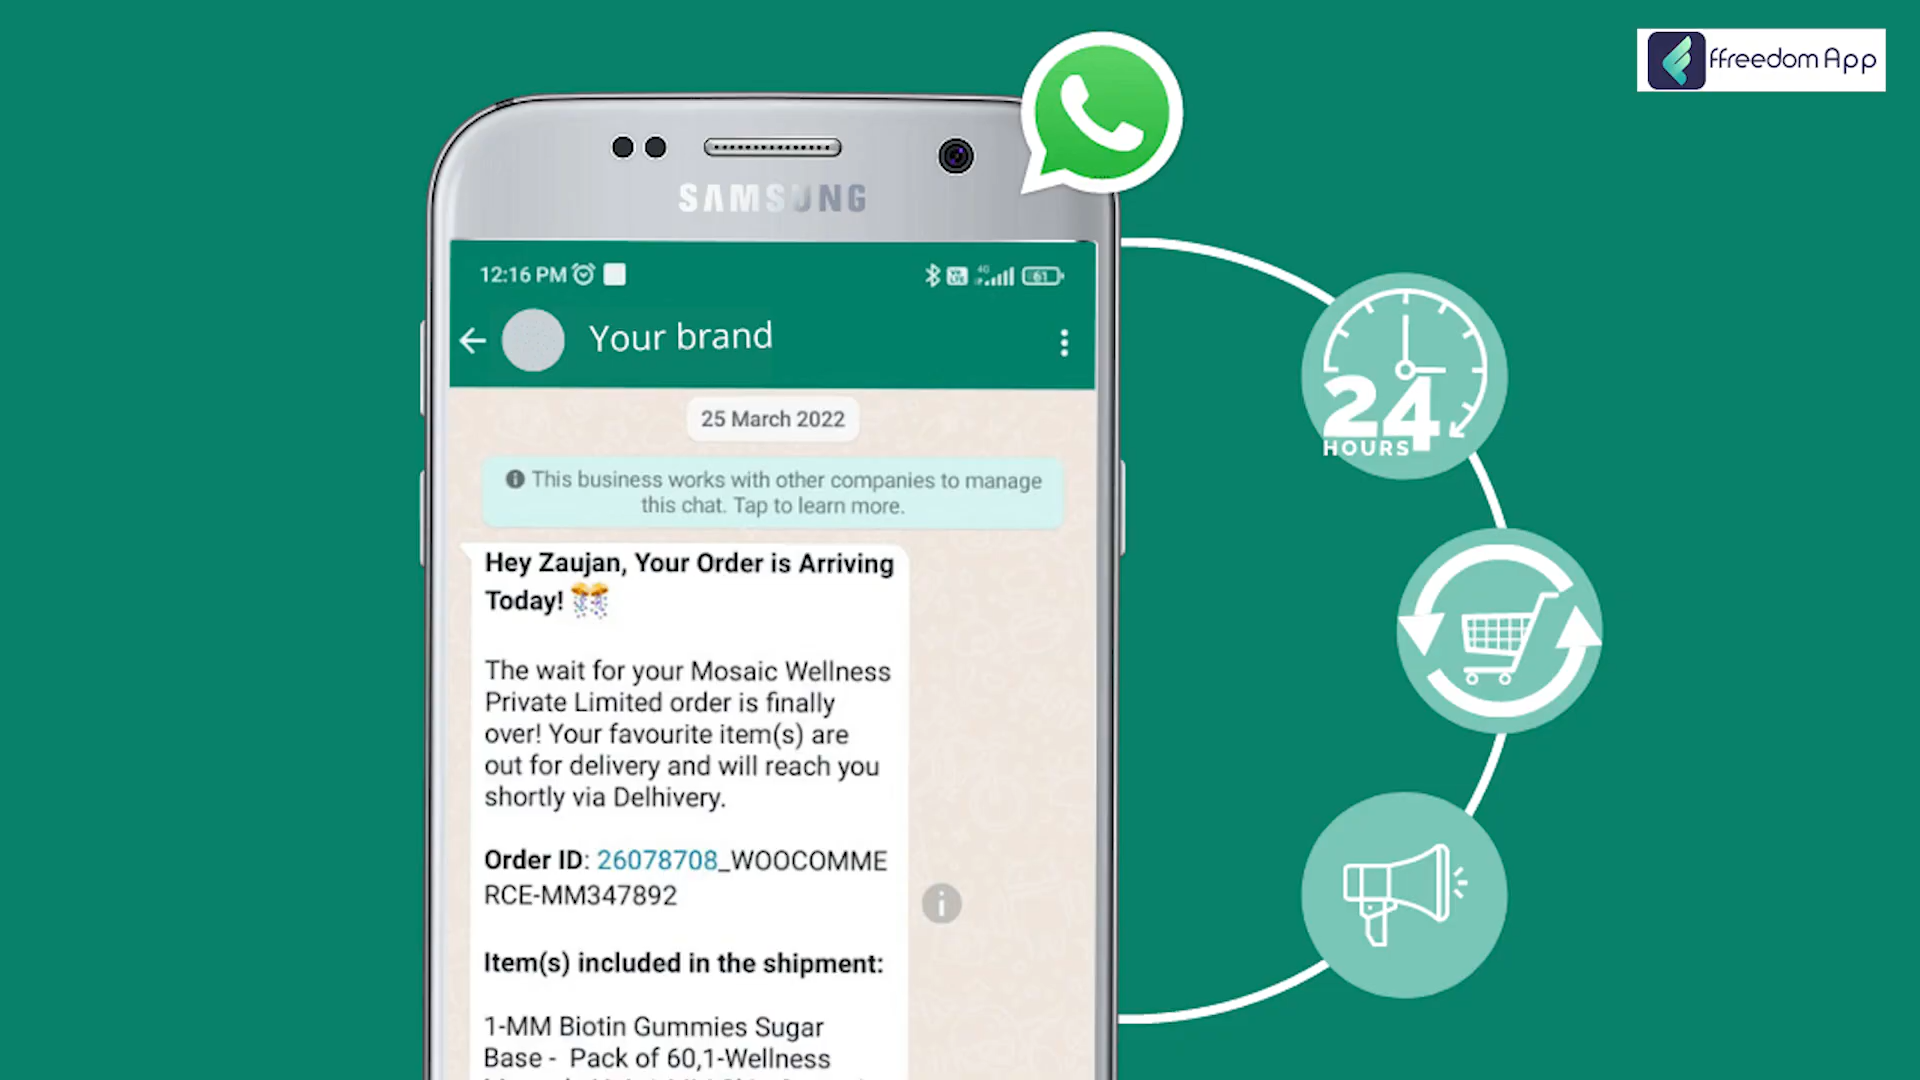 ffreedom App
SAMSUNG
12:16 PM
4G
61
Your brand
25 March 2022
This business works with other companies to manage
this chat. Tap to learn more.
Hey Zaujan, Your Order is Arriving
Today!
The wait for your Mosaic Wellness
Private Limited order is finally
over! Your favourite item(s) are
out for delivery and will reach you
shortly via Delhivery.
Order ID: 26078708_WOOCOMME
RCE-MM347892
Item(s) included in the shipment:
1-MM Biotin Gummies Sugar
Base - Pack of 60,1-Wellness
24
HOURS